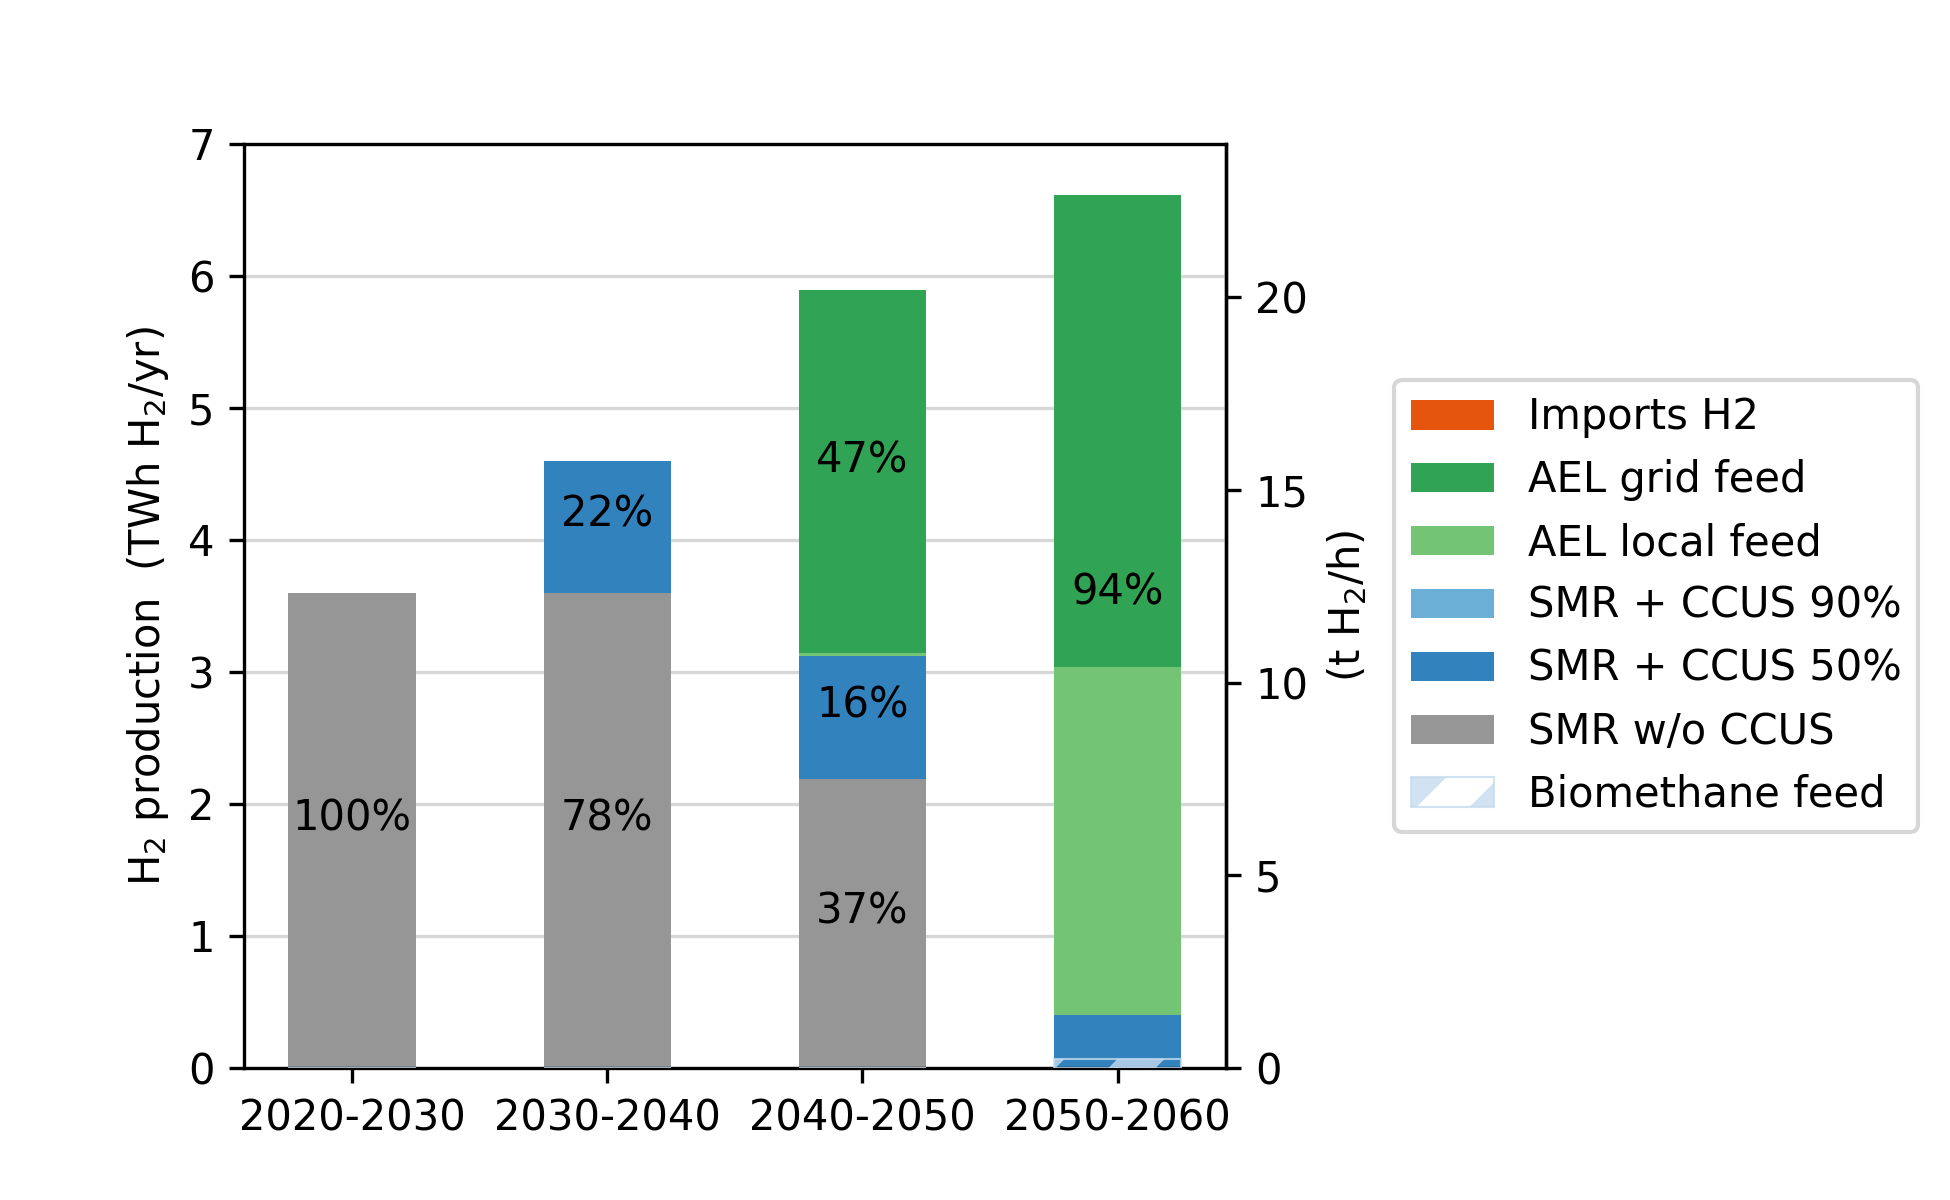 7
6
5
4
3
2
1
0
H₂ production (TWh H₂/yr)
100%
22%
78%
47%
16%
37%
94%
2020-2030
2030-2040
2040-2050
2050-2060
20
15
10
5
0
(t H₂/h)
Imports H2
AEL grid feed
AEL local feed
SMR + CCUS 90%
SMR + CCUS 50%
SMR w/o CCUS
Biomethane feed